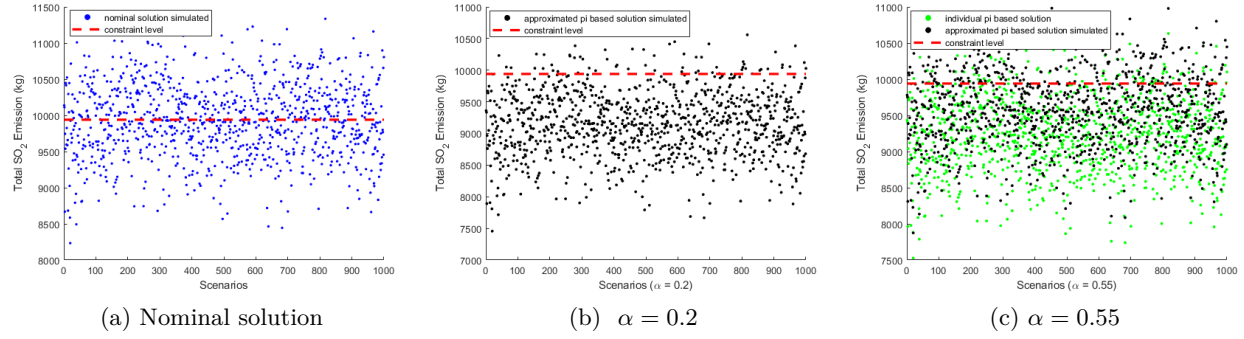 nominal solution simulated
constraint level
11500
11000
10500
10000
9500
9000
8500
8000
Total SO2 Emission (kg)
0 100 200 300 400 500 600 700 800 900 1000
Scenarios
(a) Nominal solution
approximated pi based solution simulated
constraint level
11000
10500
10000
9500
9000
8500
8000
7500
7000
Total SO2 Emission (kg)
0 100 200 300 400 500 600 700 800 900 1000
Scenarios (α = 0.2)
(b) α = 0.2
individual pi based solution
approximated pi based solution simulated
constraint level
11000
10500
10000
9500
9000
8500
8000
7500
Total SO2 Emission (kg)
0 100 200 300 400 500 600 700 800 900 1000
Scenarios (α = 0.55)
(c) α = 0.55